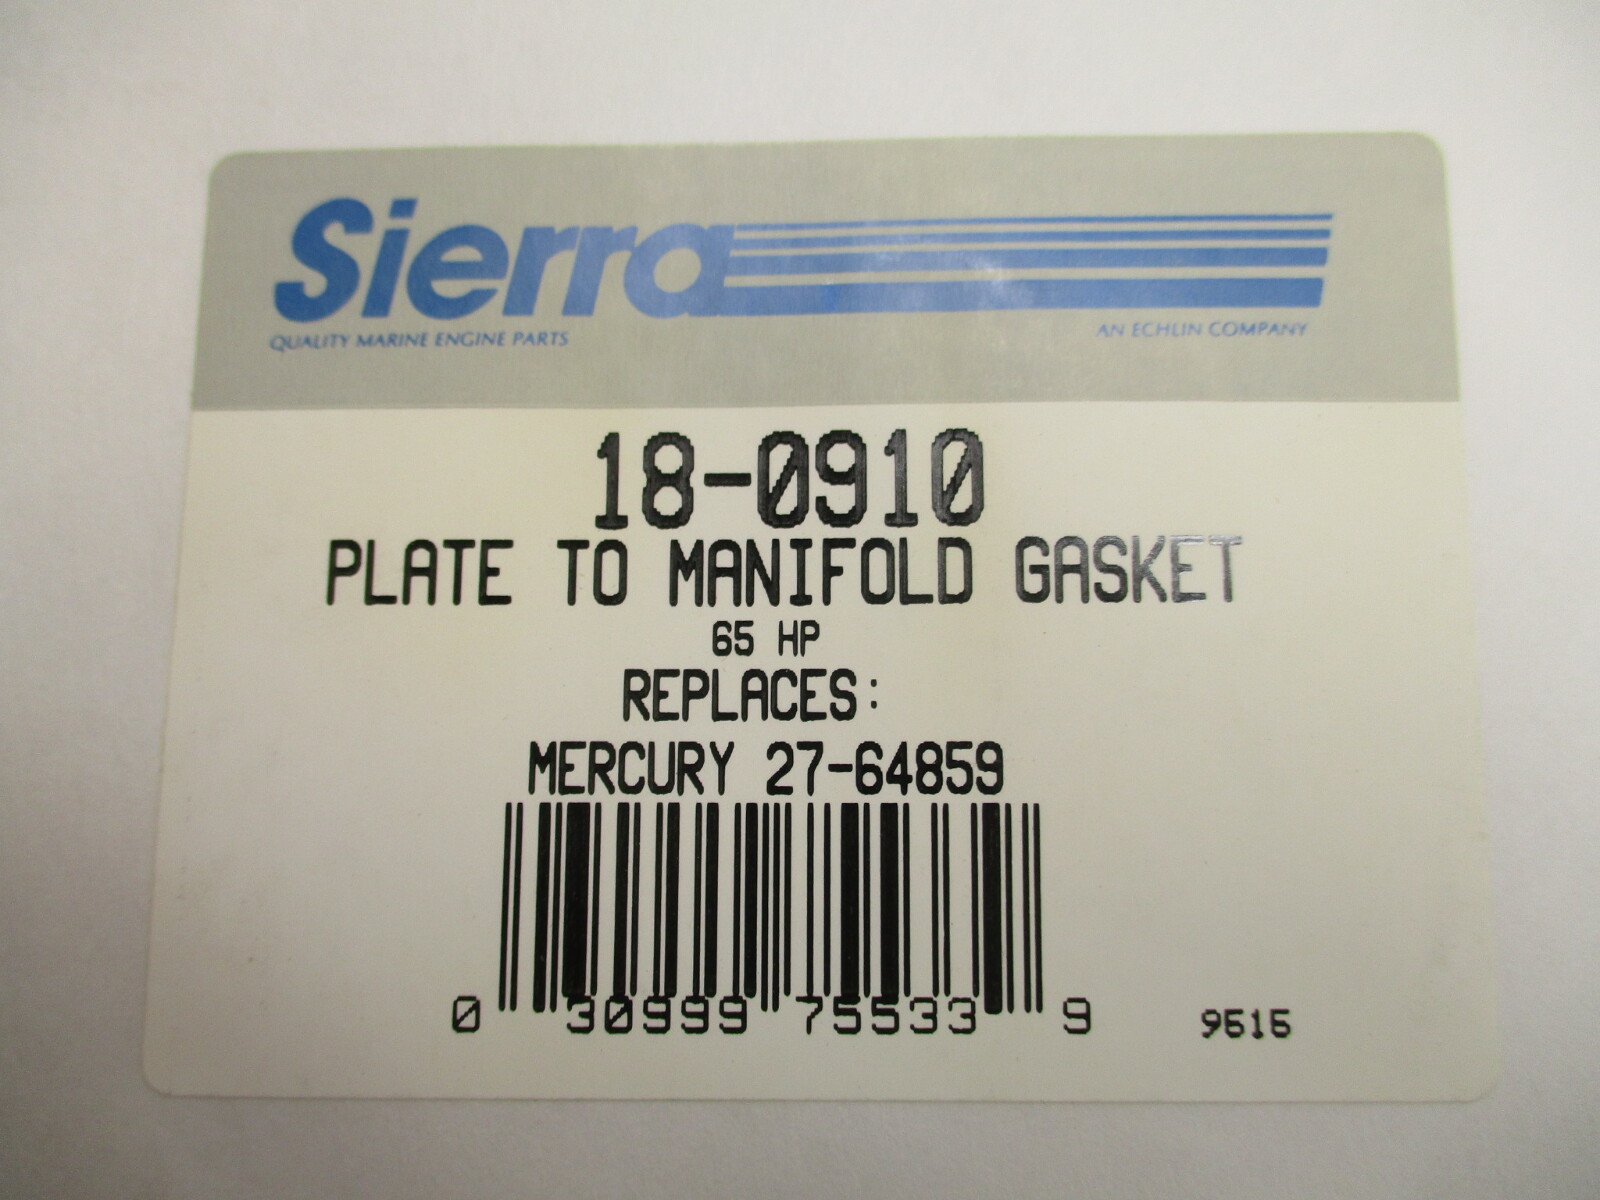 Sierra
QUALITY MARINE ENGINE PARTS
AN ECHLIN COMPANY
18-0910
PLATE TO MANIFOLD GASKET
65 HP
REPLACES:
MERCURY 27-64859
0 30999 75533 9
9515